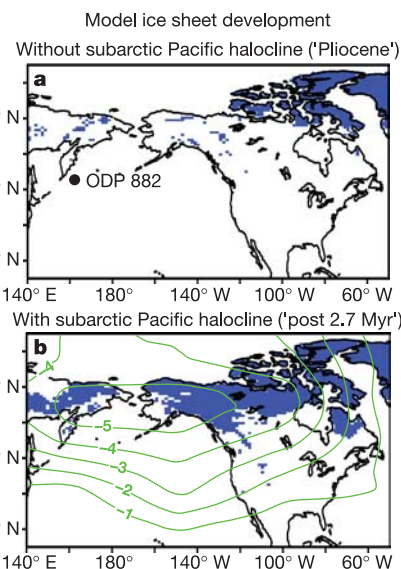 Model ice sheet development
Without subarctic Pacific halocline ('Pliocene')
a
N
ODP 882
N
N
140° E 180° 140° W 100° W 60° W
With subarctic Pacific halocline ('post 2.7 Myr')
b
-4
-5
N
-4
-3
N
-2
-1
N
140° E 180° 140° W 100° W 60° W